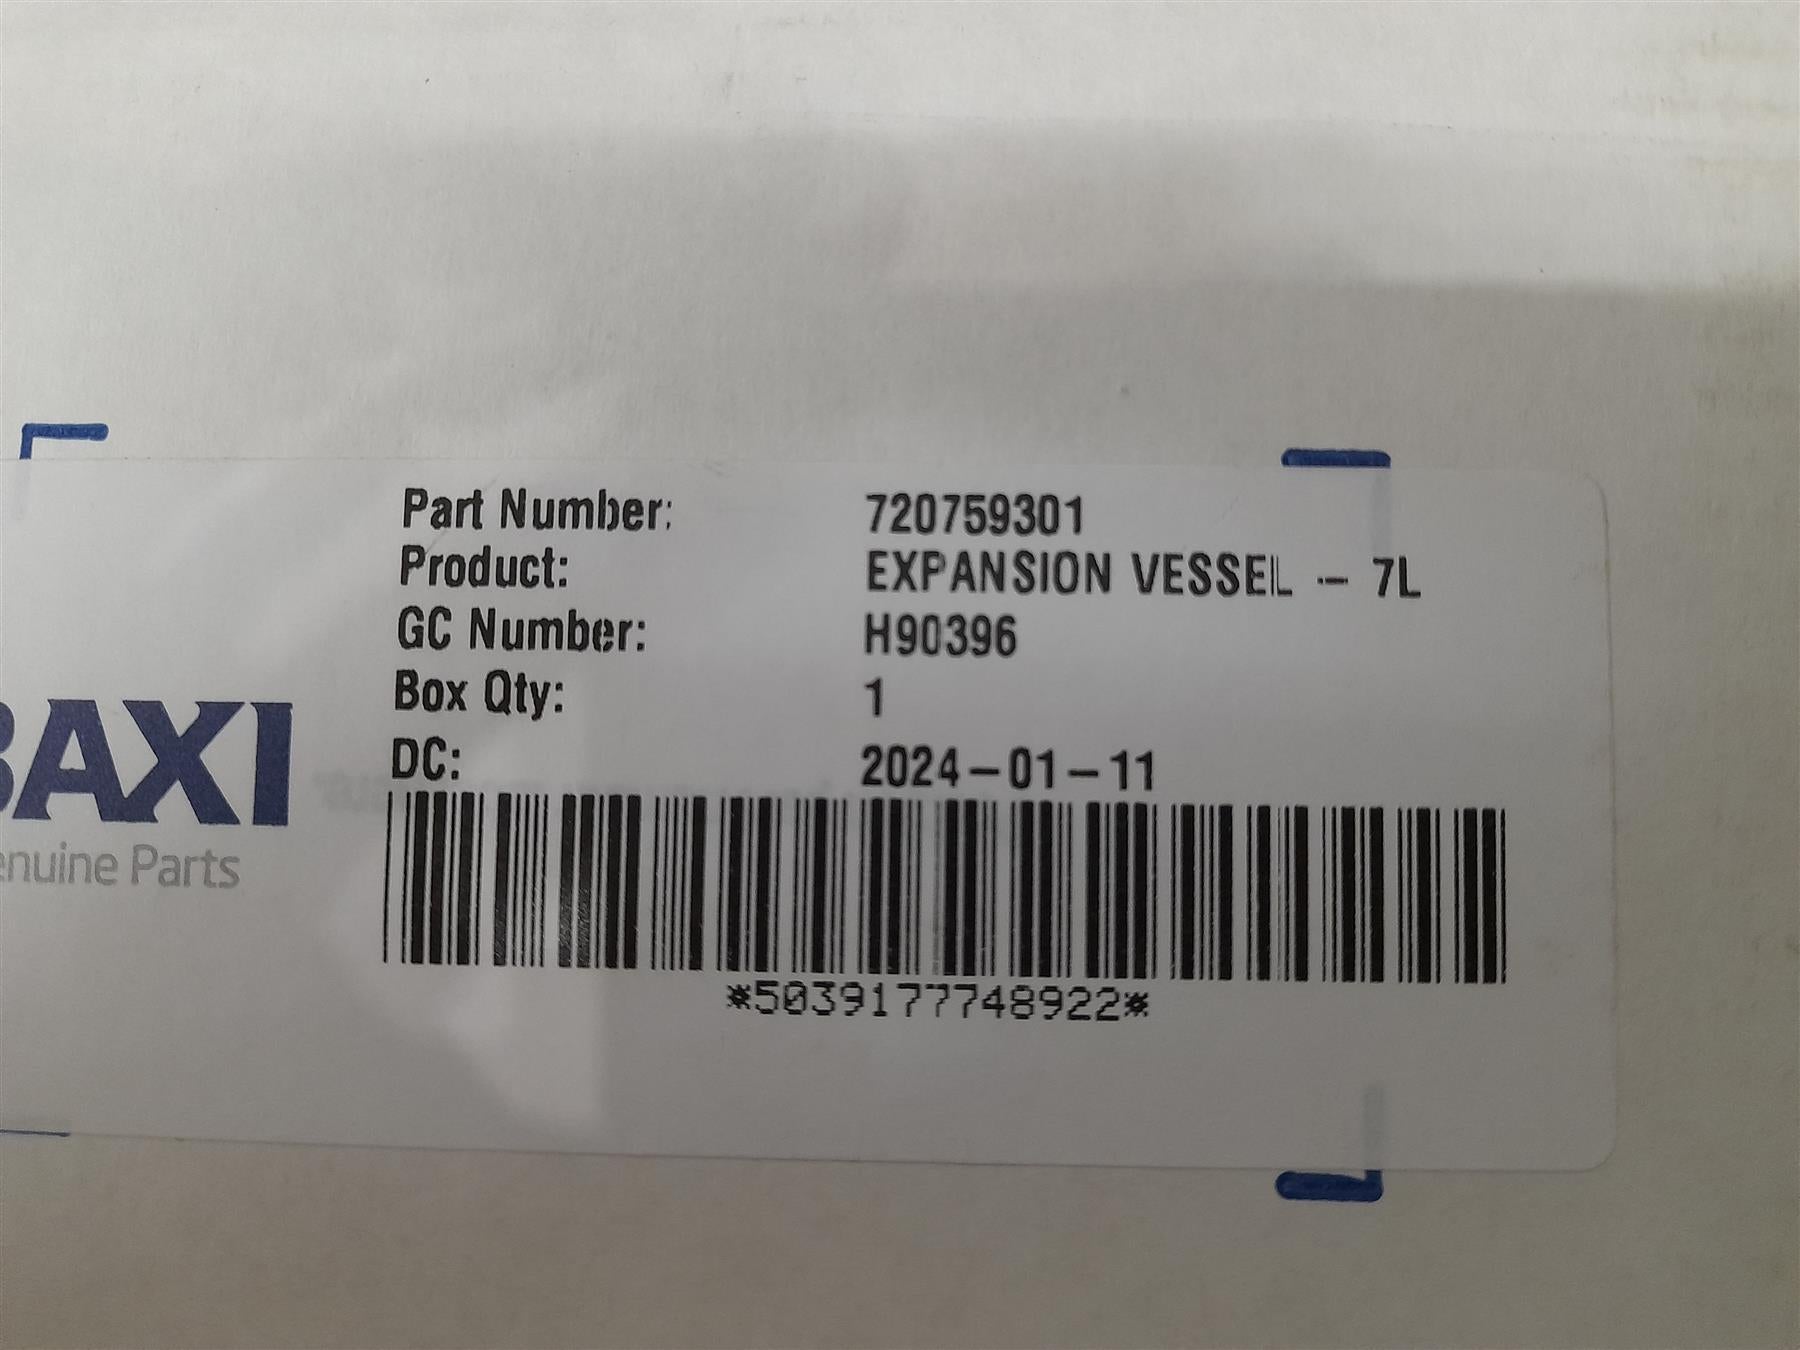 Part Number: 720759301
Product: EXPANSION VESSEL - 7L
GC Number: H90396
Box Qty: 1
DC: 2024-01-11
BAXI
Genuine Parts
*5039177748922*